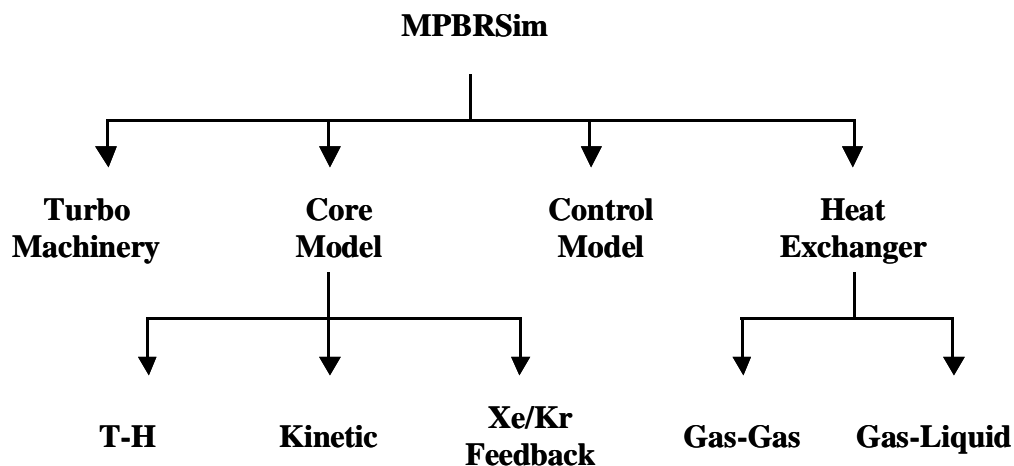 MPBRSim
Turbo
Machinery
Core
Model
Control
Model
Heat
Exchanger
T-H
Kinetic
Xe/Kr
Feedback
Gas-Gas
Gas-Liquid